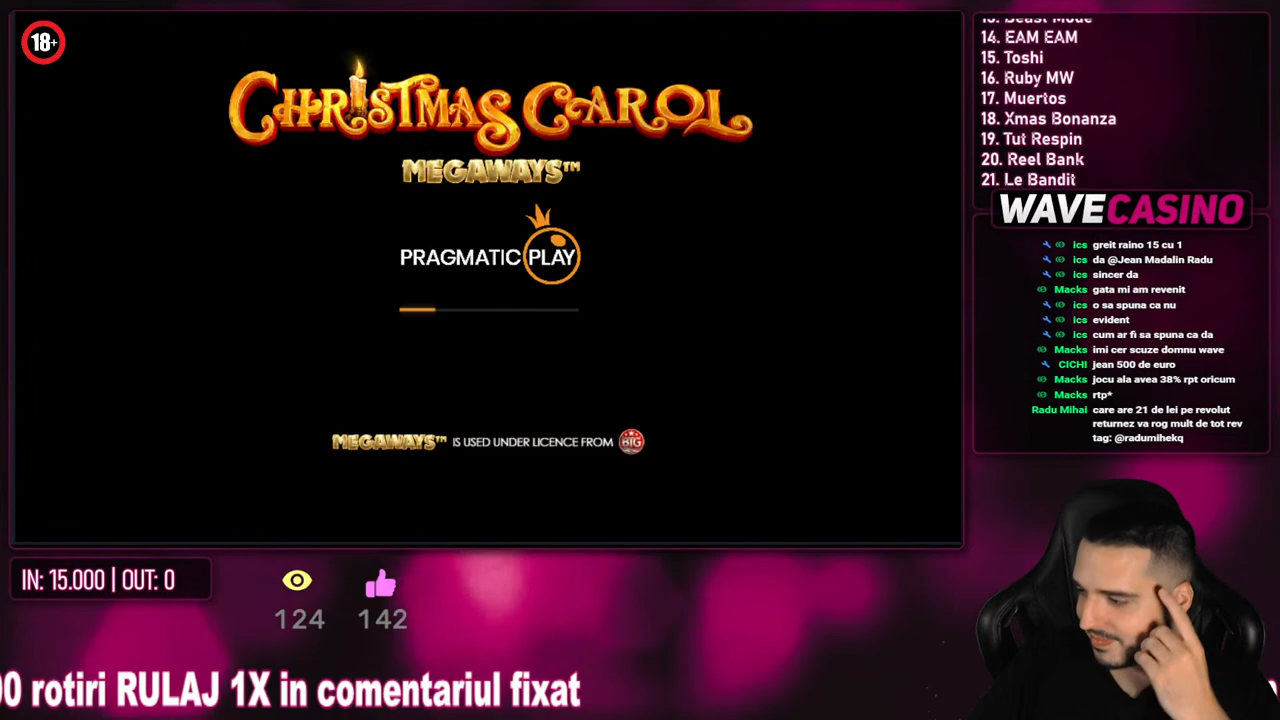 18+
CHRISTMAS CAROL
MEGAWAYS™
PRAGMATIC PLAY
MEGAWAYS™ IS USED UNDER LICENCE FROM BIG
13. Beast Mode
14. EAM EAM
15. Toshi
16. Ruby MW
17. Muertos
18. Xmas Bonanza
19. Tut Respin
20. Reel Bank
21. Le Bandit
WAVECASINO
ics greit raino 15 cu 1
ics da @Jean Madalin Radu
ics sincer da
Macks gata mi am revenit
ics o sa spuna ca nu
ics evident
ics cum ar fi sa spuna ca da
Macks imi cer scuze domnu wave
CICHI jean 500 de euro
Macks jocu ala avea 38% rpt oricum
Macks rtp*
Radu Mihai care are 21 de lei pe revolut
returnez va rog mult de tot rev
tag: @radumihekq
IN: 15.000 | OUT: 0
124
142
00 rotiri RULAJ 1X in comentariul fixat